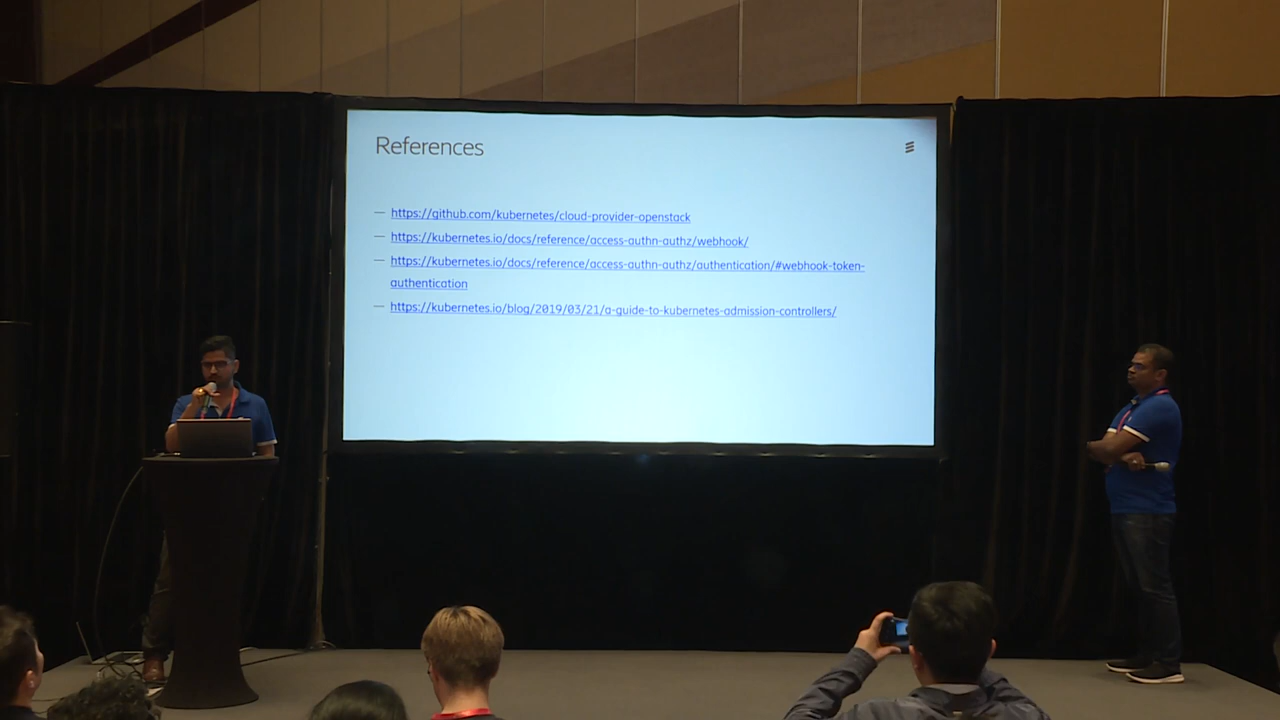 References
— https://github.com/kubernetes/cloud-provider-openstack
— https://kubernetes.io/docs/reference/access-authn-authz/webhook/
— https://kubernetes.io/docs/reference/access-authn-authz/authentication/#webhook-token-
authentication
— https://kubernetes.io/blog/2019/03/21/a-guide-to-kubernetes-admission-controllers/